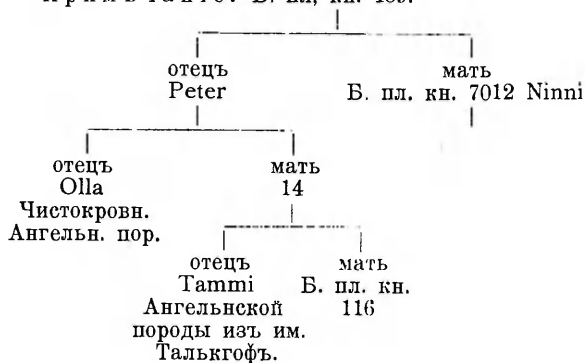 отецъ мать
Peter Б. пл. кн. 7012 Ninni
отецъ мать
Olla 14
Чистокровн.
Ангельн. пор.
отецъ мать
Tammi Б. пл. кн.
Ангельнской 116
породы изъ им.
Талькгофъ.